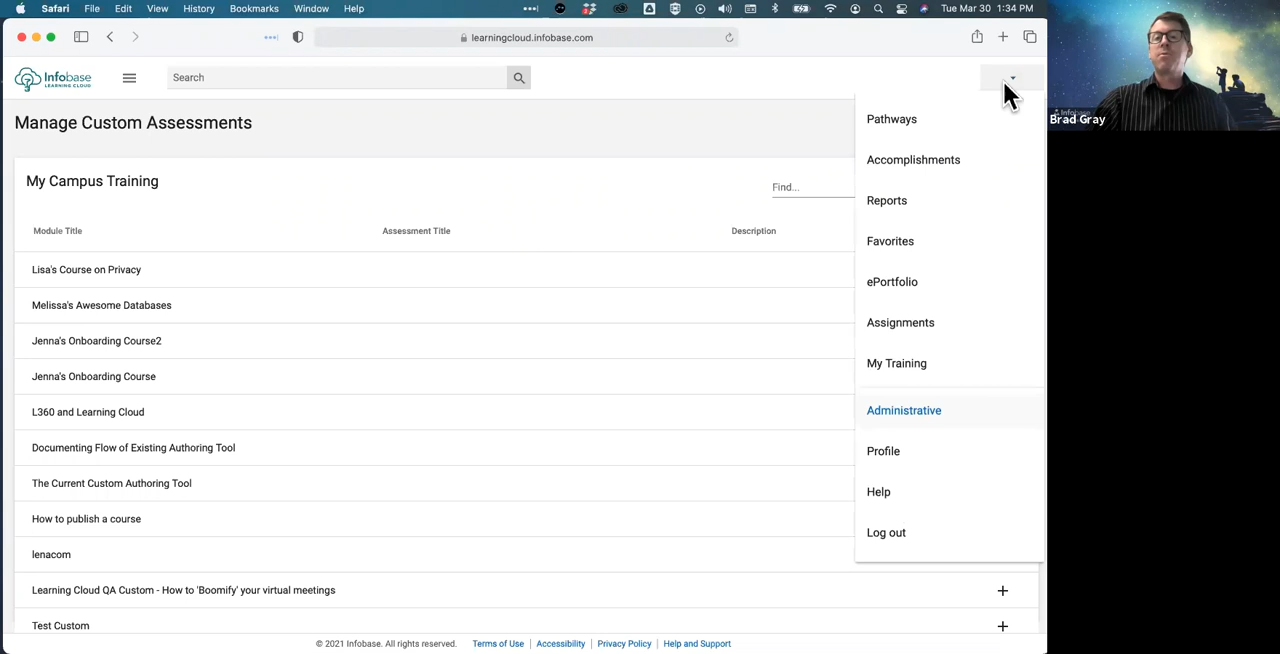 Safari File Edit View History Bookmarks Window Help Tue Mar 30 1:34 PM
learningcloud.infobase.com
Infobase
LEARNING CLOUD
Search
Manage Custom Assessments
My Campus Training
Find...
Module Title Assessment Title Description
Lisa's Course on Privacy
Melissa's Awesome Databases
Jenna's Onboarding Course2
Jenna's Onboarding Course
L360 and Learning Cloud
Documenting Flow of Existing Authoring Tool
The Current Custom Authoring Tool
How to publish a course
lenacom
Learning Cloud QA Custom - How to 'Boomify' your virtual meetings
Test Custom
Pathways
Accomplishments
Reports
Favorites
ePortfolio
Assignments
My Training
Administrative
Profile
Help
Log out
© 2021 Infobase. All rights reserved. Terms of Use Accessibility Privacy Policy Help and Support
Infobase
Brad Gray